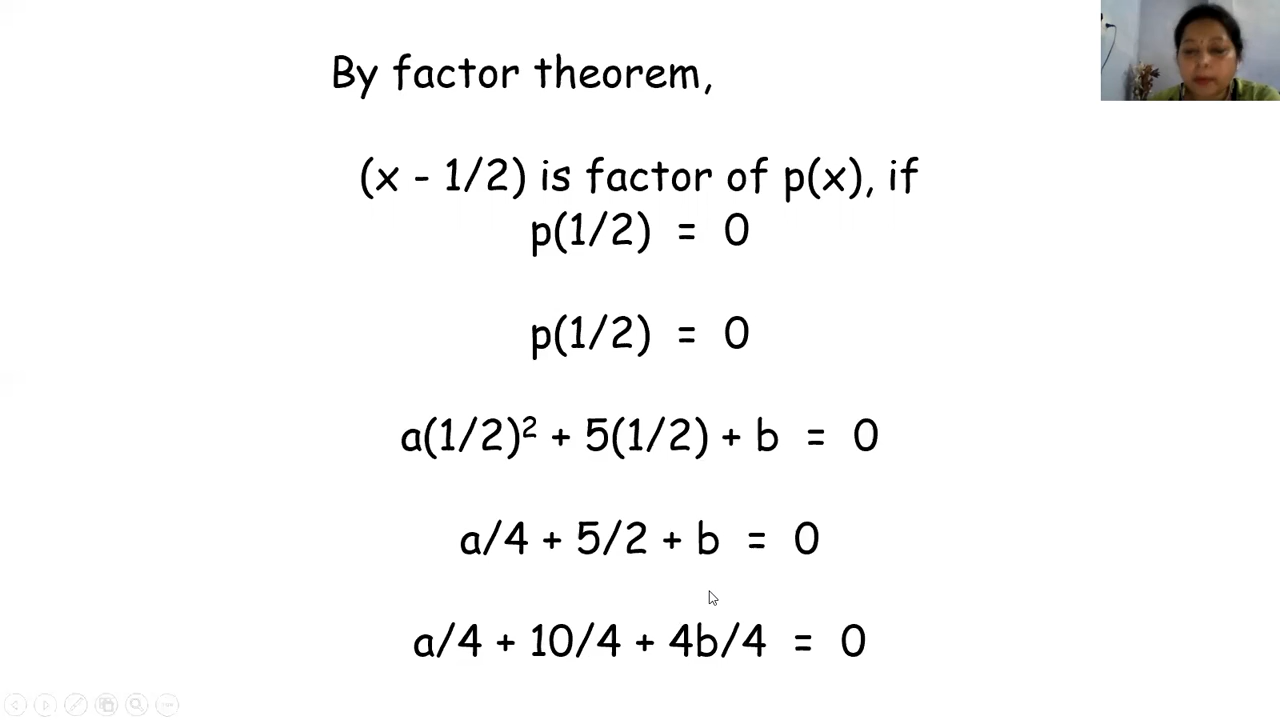 By factor theorem,
(x - 1/2) is factor of p(x), if
p(1/2) = 0
p(1/2) = 0
a(1/2)² + 5(1/2) + b = 0
a/4 + 5/2 + b = 0
a/4 + 10/4 + 4b/4 = 0